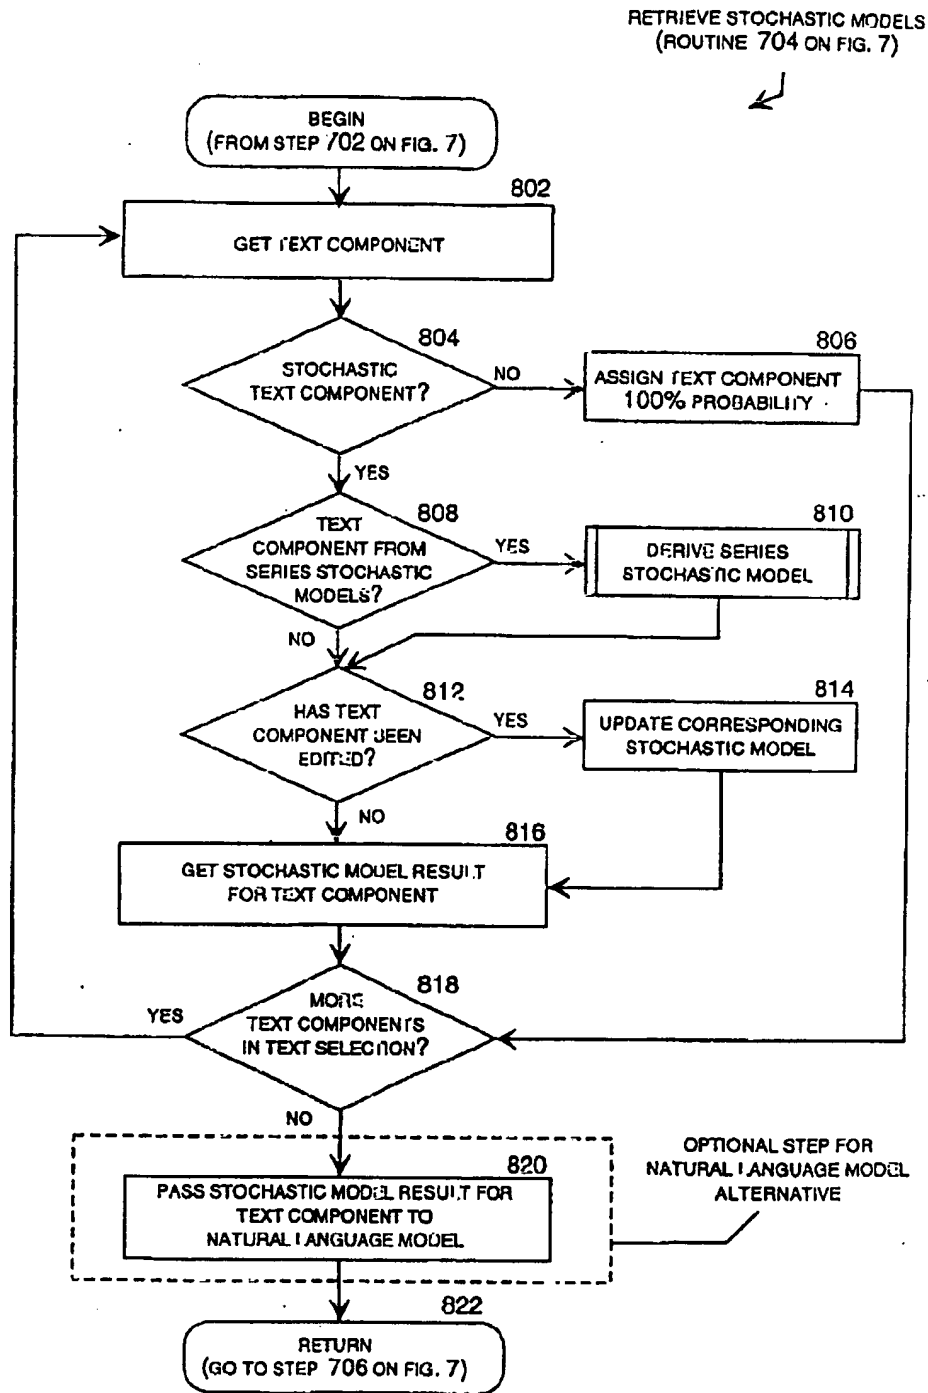 RETRIEVE STOCHASTIC MODELS
(ROUTINE 704 ON FIG. 7)
BEGIN
(FROM STEP 702 ON FIG. 7)
802
GET TEXT COMPONENT
804
STOCHASTIC
TEXT COMPONENT?
NO
806
ASSIGN TEXT COMPONENT
100% PROBABILITY
YES
808
TEXT
COMPONENT FROM
SERIES STOCHASTIC
MODELS?
YES
810
DERIVE SERIES
STOCHASTIC MODEL
NO
812
HAS TEXT
COMPONENT BEEN
EDITED?
YES
814
UPDATE CORRESPONDING
STOCHASTIC MODEL
NO
816
GET STOCHASTIC MODEL RESULT
FOR TEXT COMPONENT
818
MORE
TEXT COMPONENTS
IN TEXT SELECTION?
YES
NO
820
PASS STOCHASTIC MODEL RESULT FOR
TEXT COMPONENT TO
NATURAL LANGUAGE MODEL
OPTIONAL STEP FOR
NATURAL LANGUAGE MODEL
ALTERNATIVE
822
RETURN
(GO TO STEP 706 ON FIG. 7)